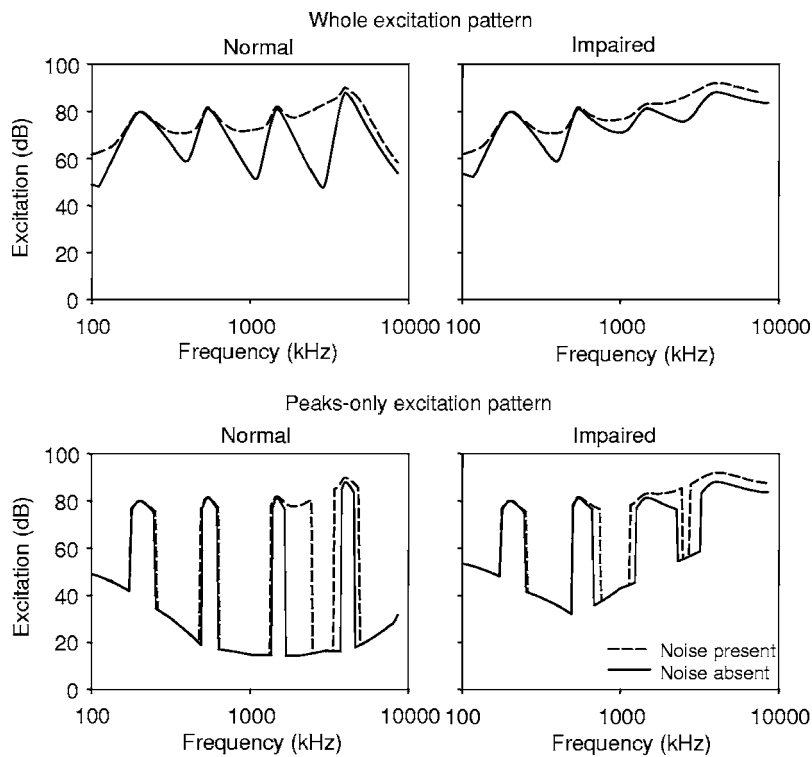 Whole excitation pattern
Normal
Impaired
Excitation (dB)
100
80
60
40
20
0
100
1000
10000
100
1000
10000
Frequency (kHz)
Frequency (kHz)
Peaks-only excitation pattern
Normal
Impaired
Excitation (dB)
100
80
60
40
20
0
Noise present
Noise absent
100
1000
10000
100
1000
10000
Frequency (kHz)
Frequency (kHz)